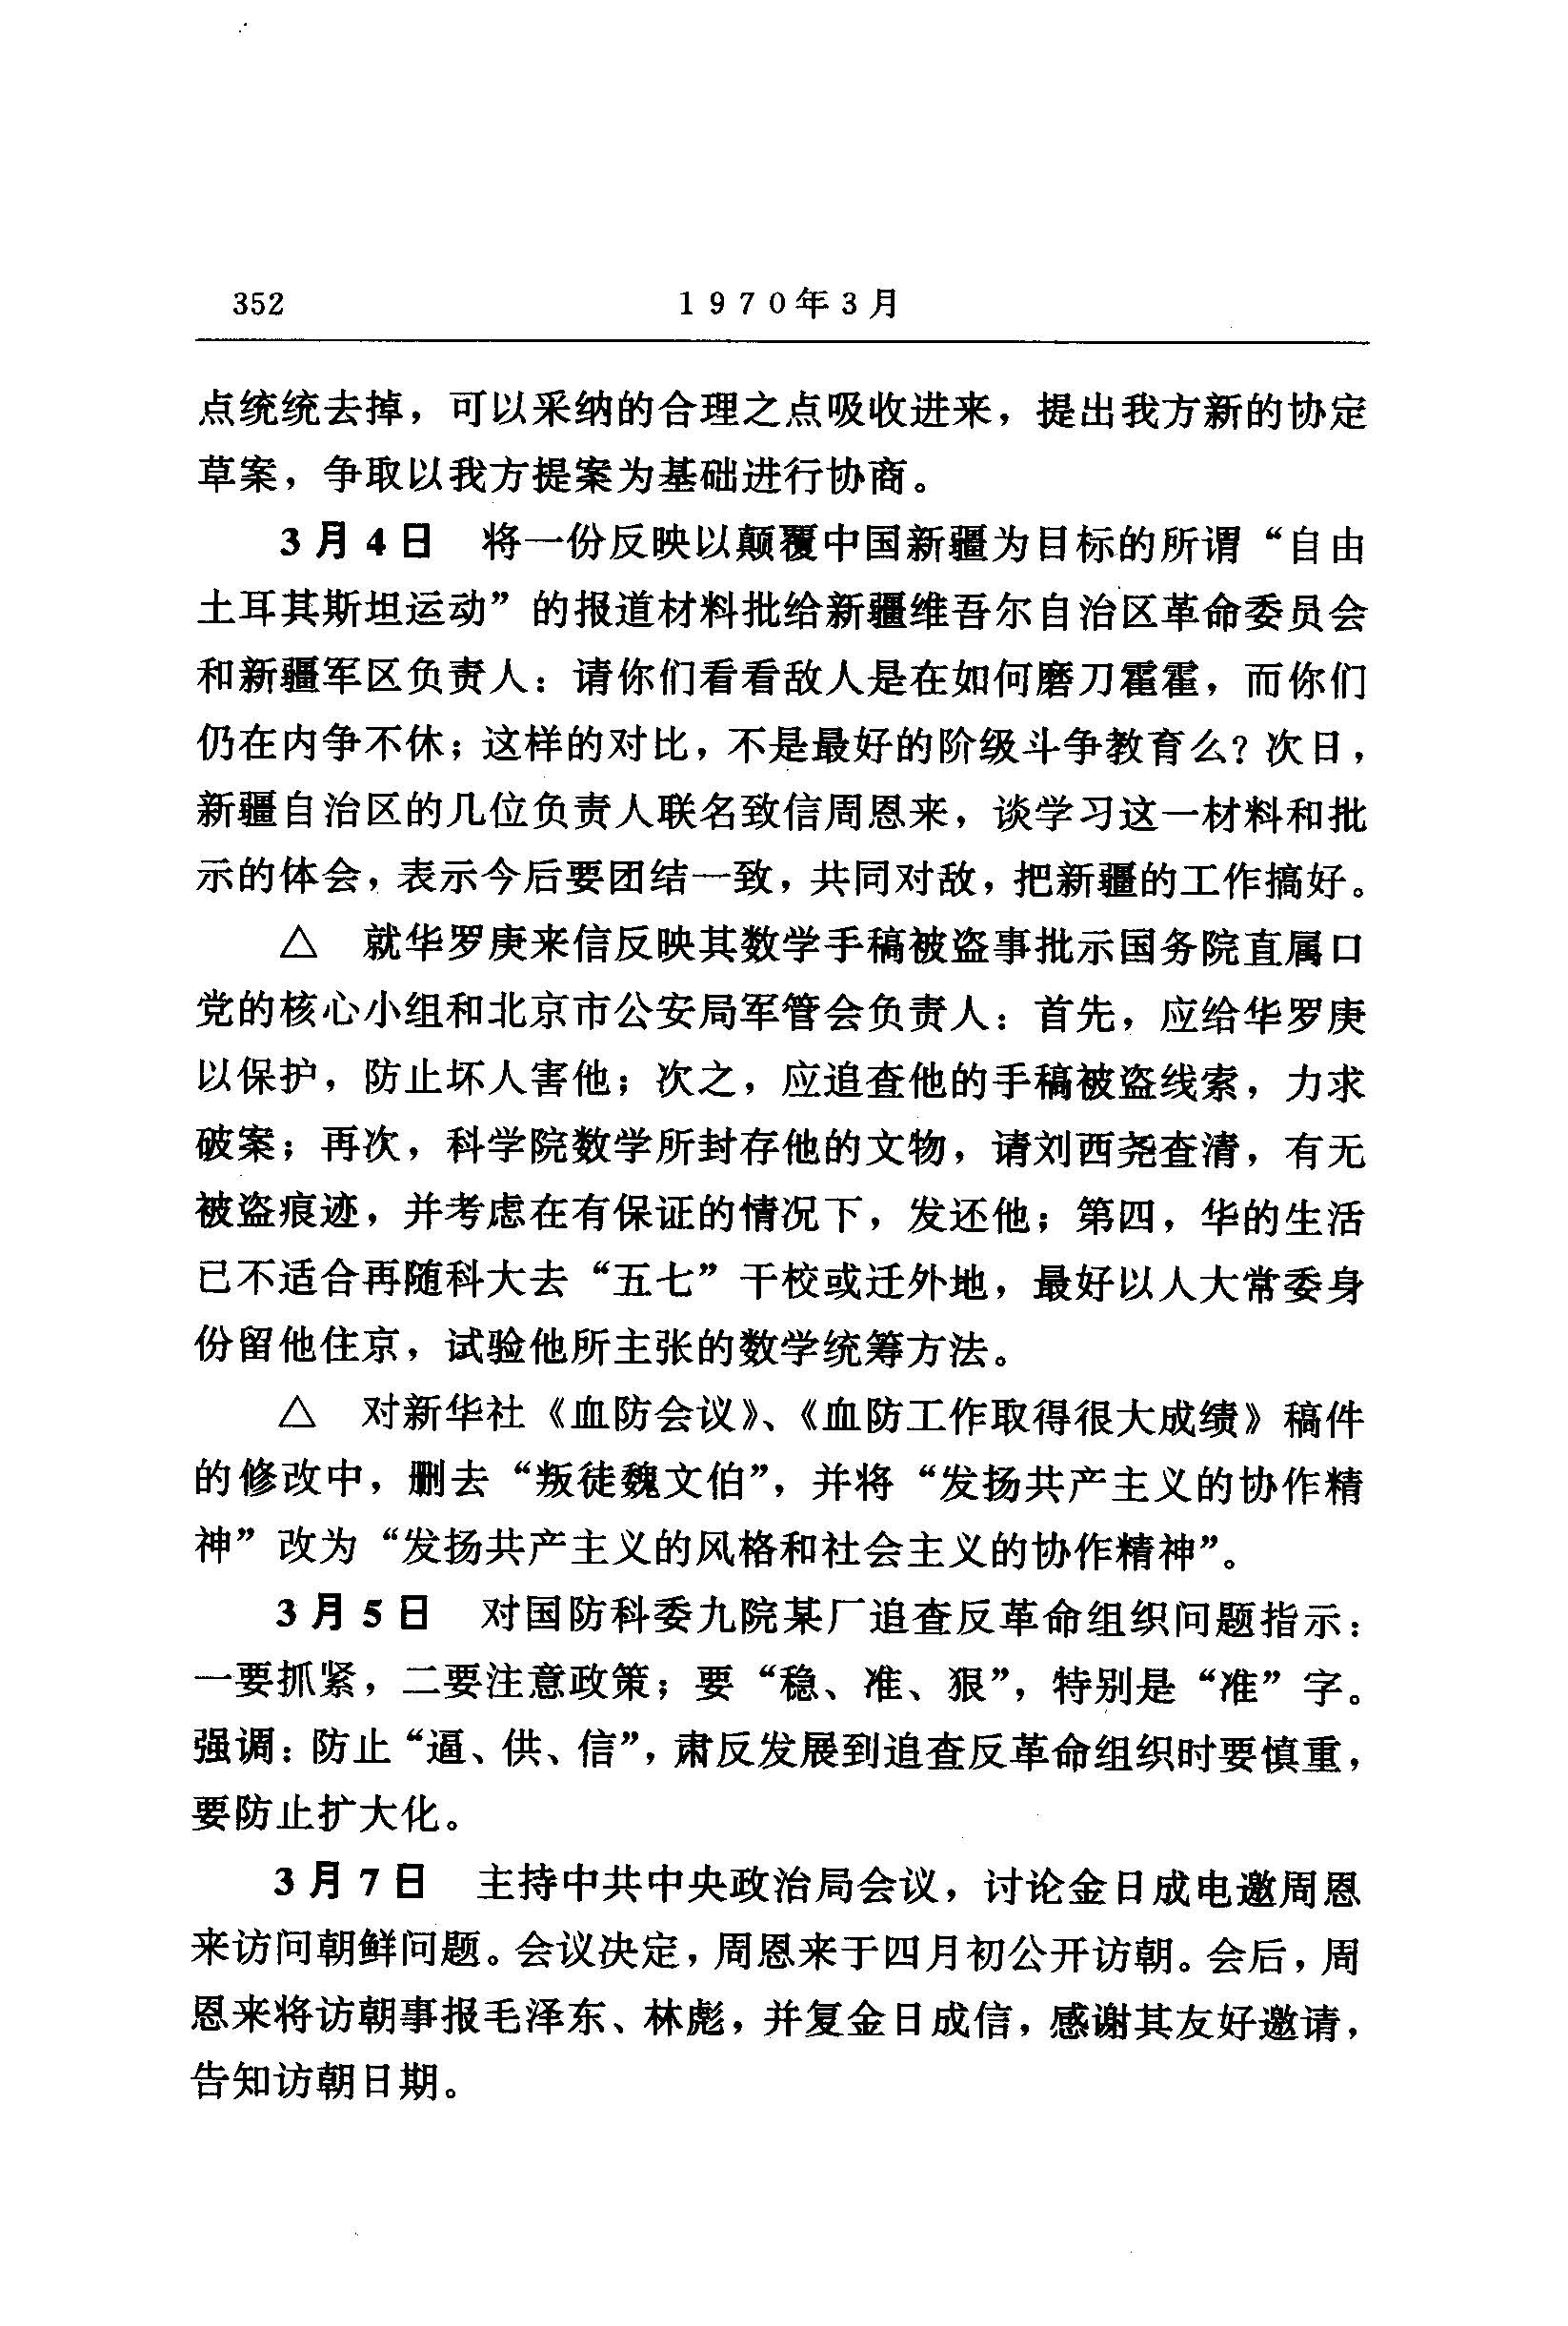 352 1970年3月
点统统去掉，可以采纳的合理之点吸收进来，提出我方新的协定
草案，争取以我方提案为基础进行协商。
3月4日 将一份反映以颠覆中国新疆为目标的所谓“自由
土耳其斯坦运动”的报道材料批给新疆维吾尔自治区革命委员会
和新疆军区负责人：请你们看看敌人是在如何磨刀霍霍，而你们
仍在内争不休；这样的对比，不是最好的阶级斗争教育么？次日，
新疆自治区的几位负责人联名致信周恩来，谈学习这一材料和批
示的体会，表示今后要团结一致，共同对敌，把新疆的工作搞好。
△ 就华罗庚来信反映其数学手稿被盗事批示国务院直属口
党的核心小组和北京市公安局军管会负责人：首先，应给华罗庚
以保护，防止坏人害他；次之，应追查他的手稿被盗线索，力求
破案；再次，科学院数学所封存他的文物，请刘西尧查清，有无
被盗痕迹，并考虑在有保证的情况下，发还他；第四，华的生活
已不适合再随科大去“五七”干校或迁外地，最好以人大常委身
份留他住京，试验他所主张的数学统筹方法。
△ 对新华社《血防会议》、《血防工作取得很大成绩》稿件
的修改中，删去“叛徒魏文伯”，并将“发扬共产主义的协作精
神”改为“发扬共产主义的风格和社会主义的协作精神”。
3月5日 对国防科委九院某厂追查反革命组织问题指示：
一要抓紧，二要注意政策；要“稳、准、狠”，特别是“准”字。
强调：防止“逼、供、信”，肃反发展到追查反革命组织时要慎重，
要防止扩大化。
3月7日 主持中共中央政治局会议，讨论金日成电邀周恩
来访问朝鲜问题。会议决定，周恩来于四月初公开访朝。会后，周
恩来将访朝事报毛泽东、林彪，并复金日成信，感谢其友好邀请，
告知访朝日期。